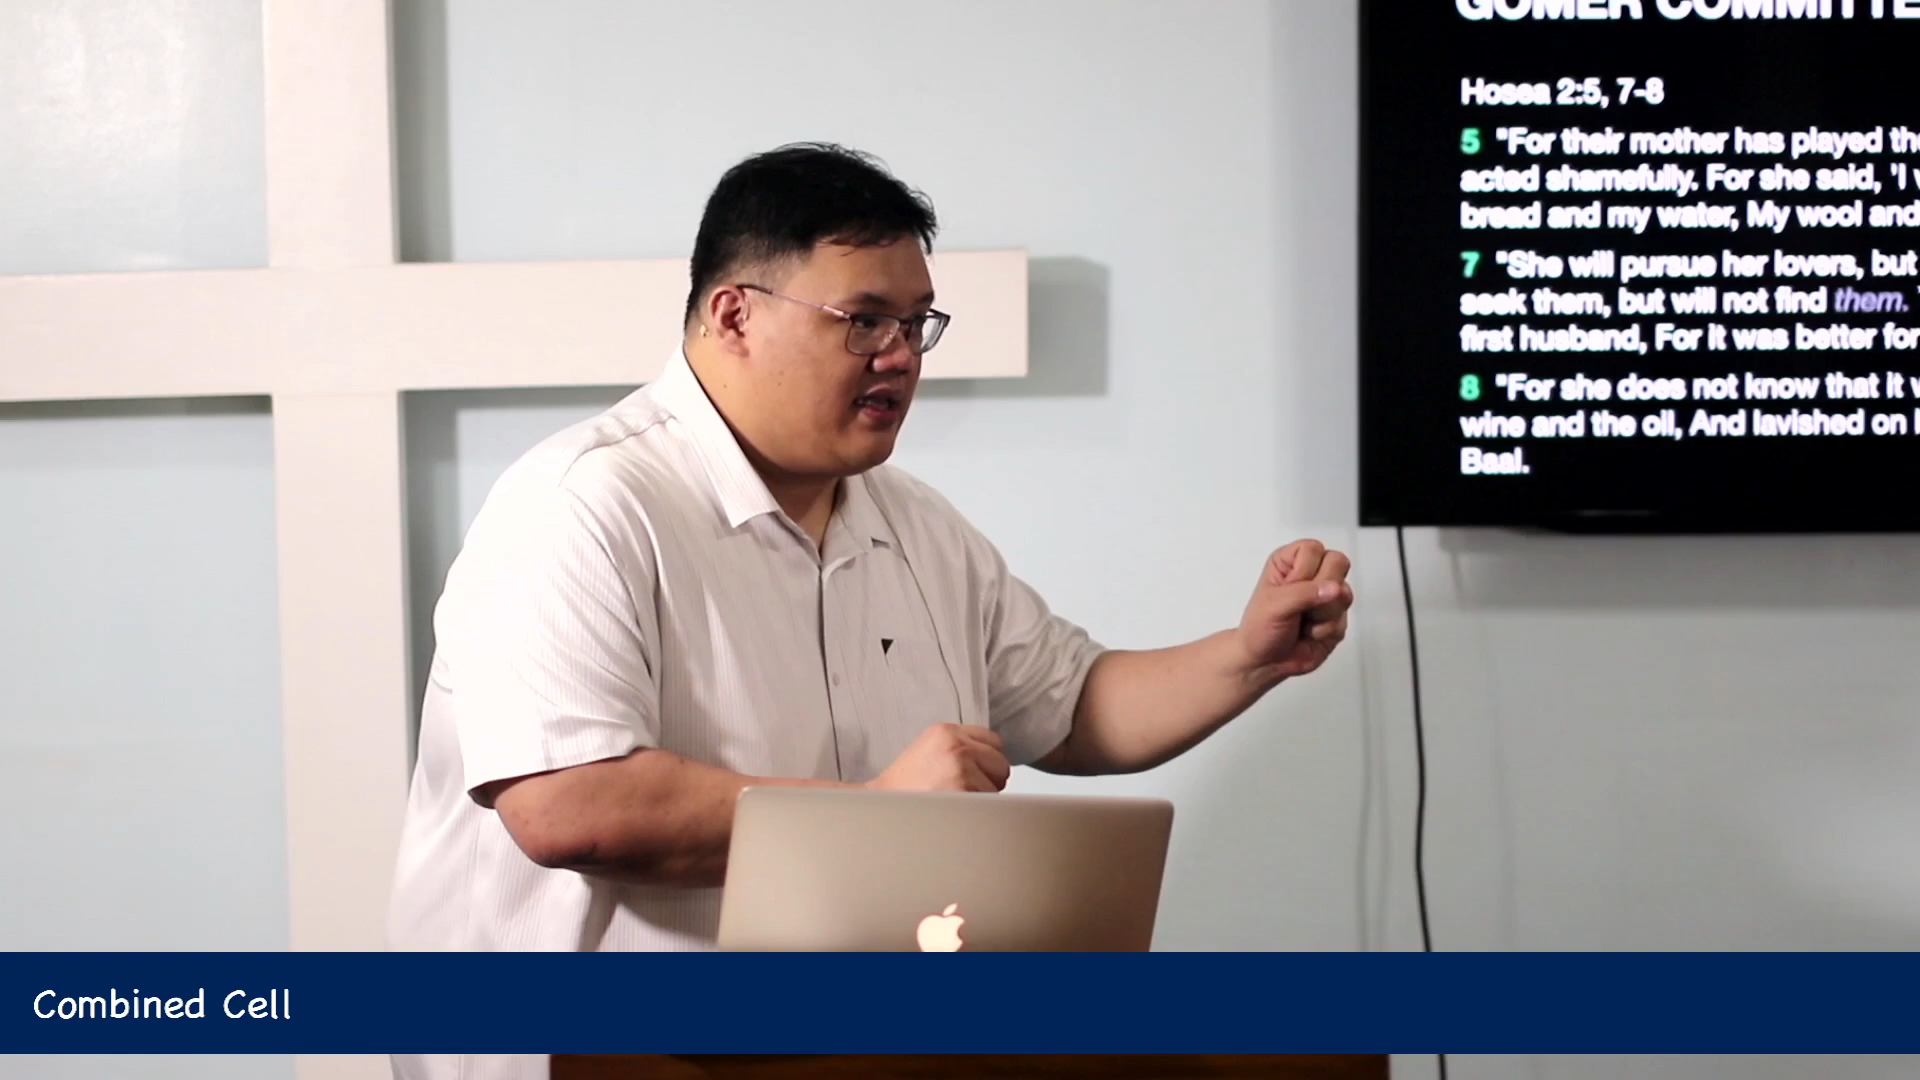 GOMER COMMITTE
Hosea 2:5, 7-8
5 "For their mother has played the
acted shamefully. For she said, 'I w
bread and my water, My wool and
7 "She will pursue her lovers, but
seek them, but will not find them.
first husband, For it was better for
8 "For she does not know that it w
wine and the oil, And lavished on
Baal.
Combined Cell